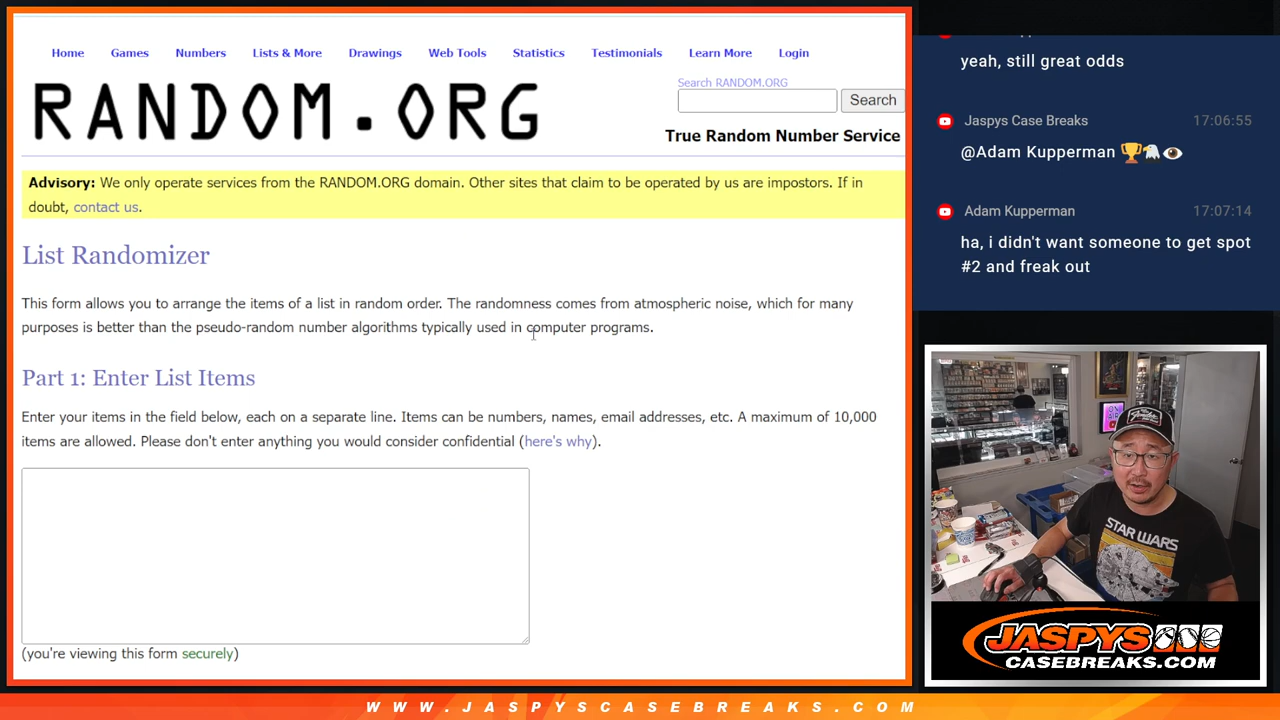 Home Games Numbers Lists & More Drawings Web Tools Statistics Testimonials Learn More Login
RANDOM.ORG
Search RANDOM.ORG
Search
True Random Number Service
Advisory: We only operate services from the RANDOM.ORG domain. Other sites that claim to be operated by us are impostors. If in
doubt, contact us.
List Randomizer
This form allows you to arrange the items of a list in random order. The randomness comes from atmospheric noise, which for many
purposes is better than the pseudo-random number algorithms typically used in computer programs.
Part 1: Enter List Items
Enter your items in the field below, each on a separate line. Items can be numbers, names, email addresses, etc. A maximum of 10,000
items are allowed. Please don't enter anything you would consider confidential (here's why).
(you're viewing this form securely)
yeah, still great odds
Jaspys Case Breaks 17:06:55
@Adam Kupperman 🏆🦅👁
Adam Kupperman 17:07:14
ha, i didn't want someone to get spot
#2 and freak out
STAR WARS
JASPYS
CASEBREAKS.COM
WWW.JASPYSCASEBREAKS.COM